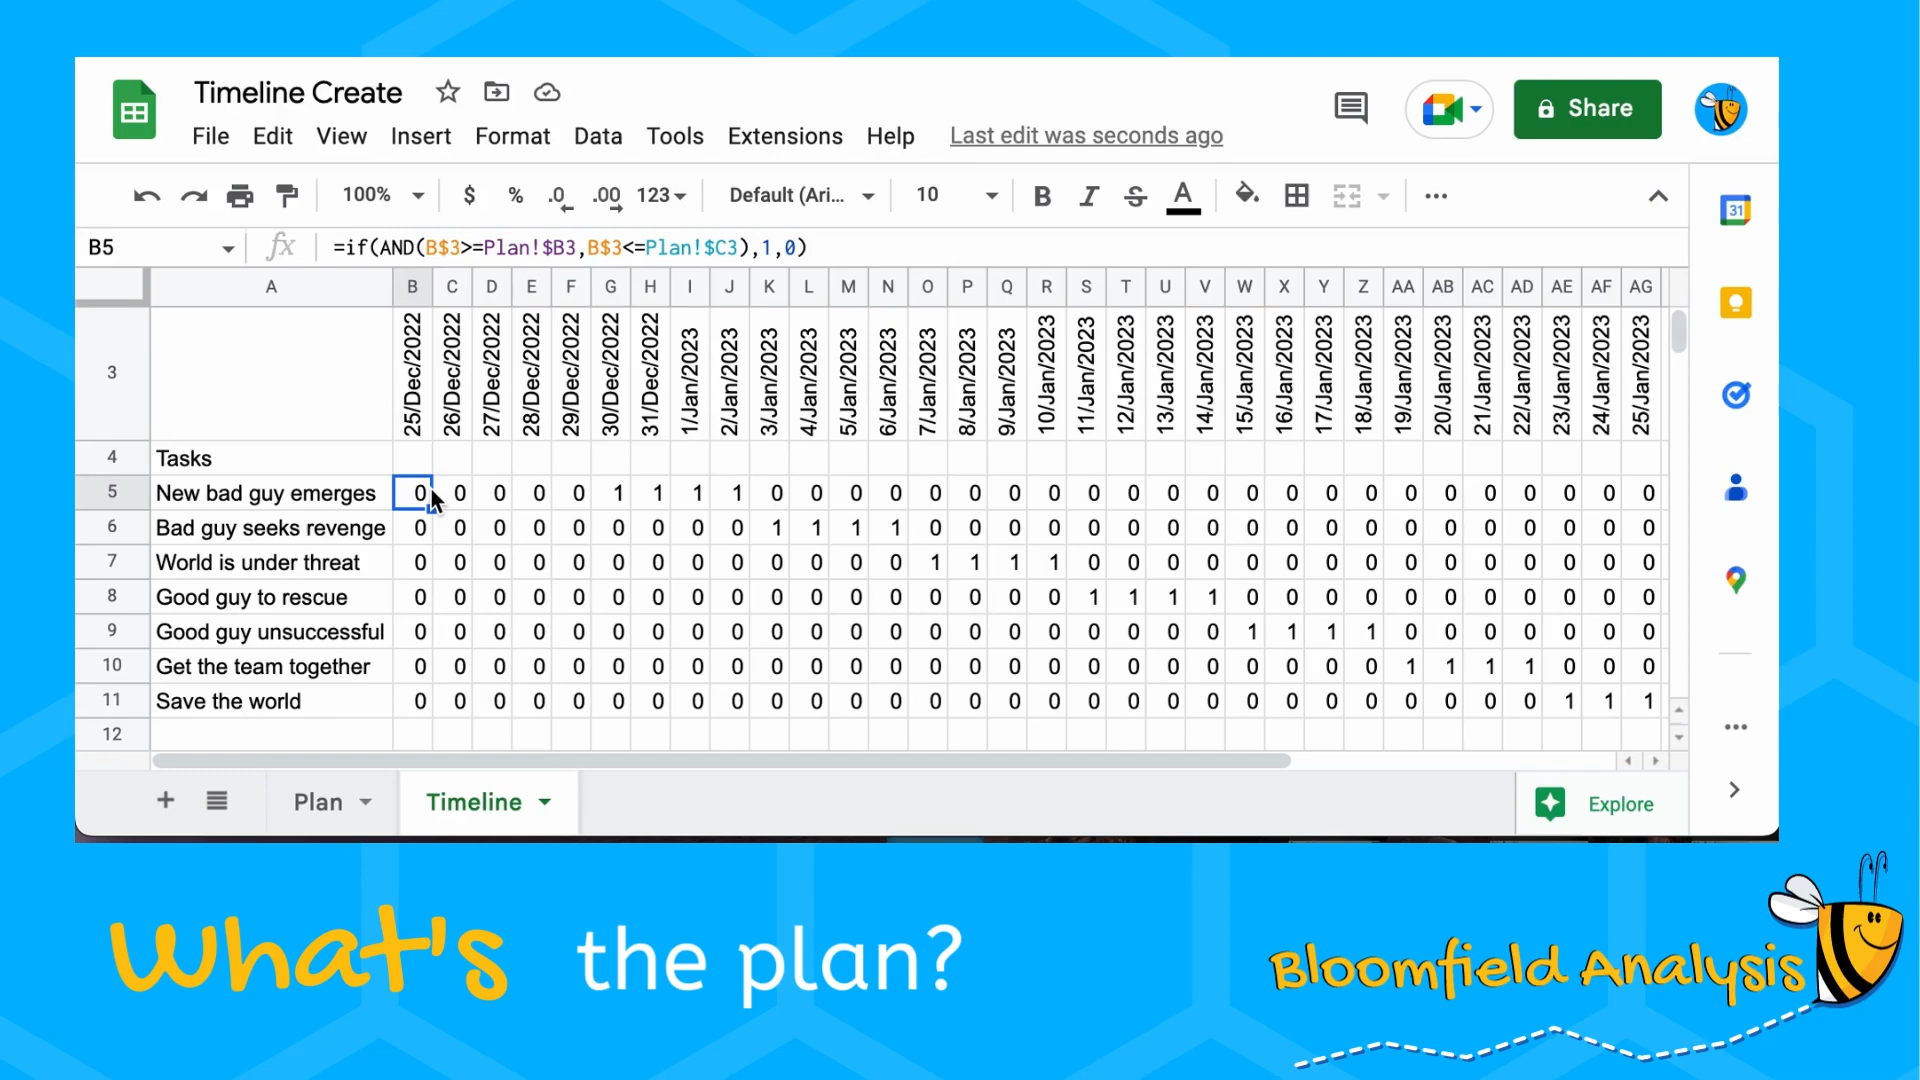 Timeline Create
File Edit View Insert Format Data Tools Extensions Help Last edit was seconds ago
Share
100% $ % .0 .00 123 Default (Ari... 10 B I S A
31
B5 fx =if(AND(B$3>=Plan!$B3,B$3<=Plan!$C3),1,0)
A B C D E F G H I J K L M N O P Q R S T U V W X Y Z AA AB AC AD AE AF AG
3 25/Dec/2022 26/Dec/2022 27/Dec/2022 28/Dec/2022 29/Dec/2022 30/Dec/2022 31/Dec/2022 1/Jan/2023 2/Jan/2023 3/Jan/2023 4/Jan/2023 5/Jan/2023 6/Jan/2023 7/Jan/2023 8/Jan/2023 9/Jan/2023 10/Jan/2023 11/Jan/2023 12/Jan/2023 13/Jan/2023 14/Jan/2023 15/Jan/2023 16/Jan/2023 17/Jan/2023 18/Jan/2023 19/Jan/2023 20/Jan/2023 21/Jan/2023 22/Jan/2023 23/Jan/2023 24/Jan/2023 25/Jan/2023
4 Tasks
5 New bad guy emerges 0 0 0 0 0 1 1 1 1 0 0 0 0 0 0 0 0 0 0 0 0 0 0 0 0 0 0 0 0 0 0 0
6 Bad guy seeks revenge 0 0 0 0 0 0 0 0 0 1 1 1 1 0 0 0 0 0 0 0 0 0 0 0 0 0 0 0 0 0 0 0
7 World is under threat 0 0 0 0 0 0 0 0 0 0 0 0 0 1 1 1 1 0 0 0 0 0 0 0 0 0 0 0 0 0 0 0
8 Good guy to rescue 0 0 0 0 0 0 0 0 0 0 0 0 0 0 0 0 0 1 1 1 1 0 0 0 0 0 0 0 0 0 0 0
9 Good guy unsuccessful 0 0 0 0 0 0 0 0 0 0 0 0 0 0 0 0 0 0 0 0 0 1 1 1 1 0 0 0 0 0 0 0
10 Get the team together 0 0 0 0 0 0 0 0 0 0 0 0 0 0 0 0 0 0 0 0 0 0 0 0 0 1 1 1 1 0 0 0
11 Save the world 0 0 0 0 0 0 0 0 0 0 0 0 0 0 0 0 0 0 0 0 0 0 0 0 0 0 0 0 0 1 1 1
12
Plan Timeline Explore
What's the plan?
Bloomfield Analysis